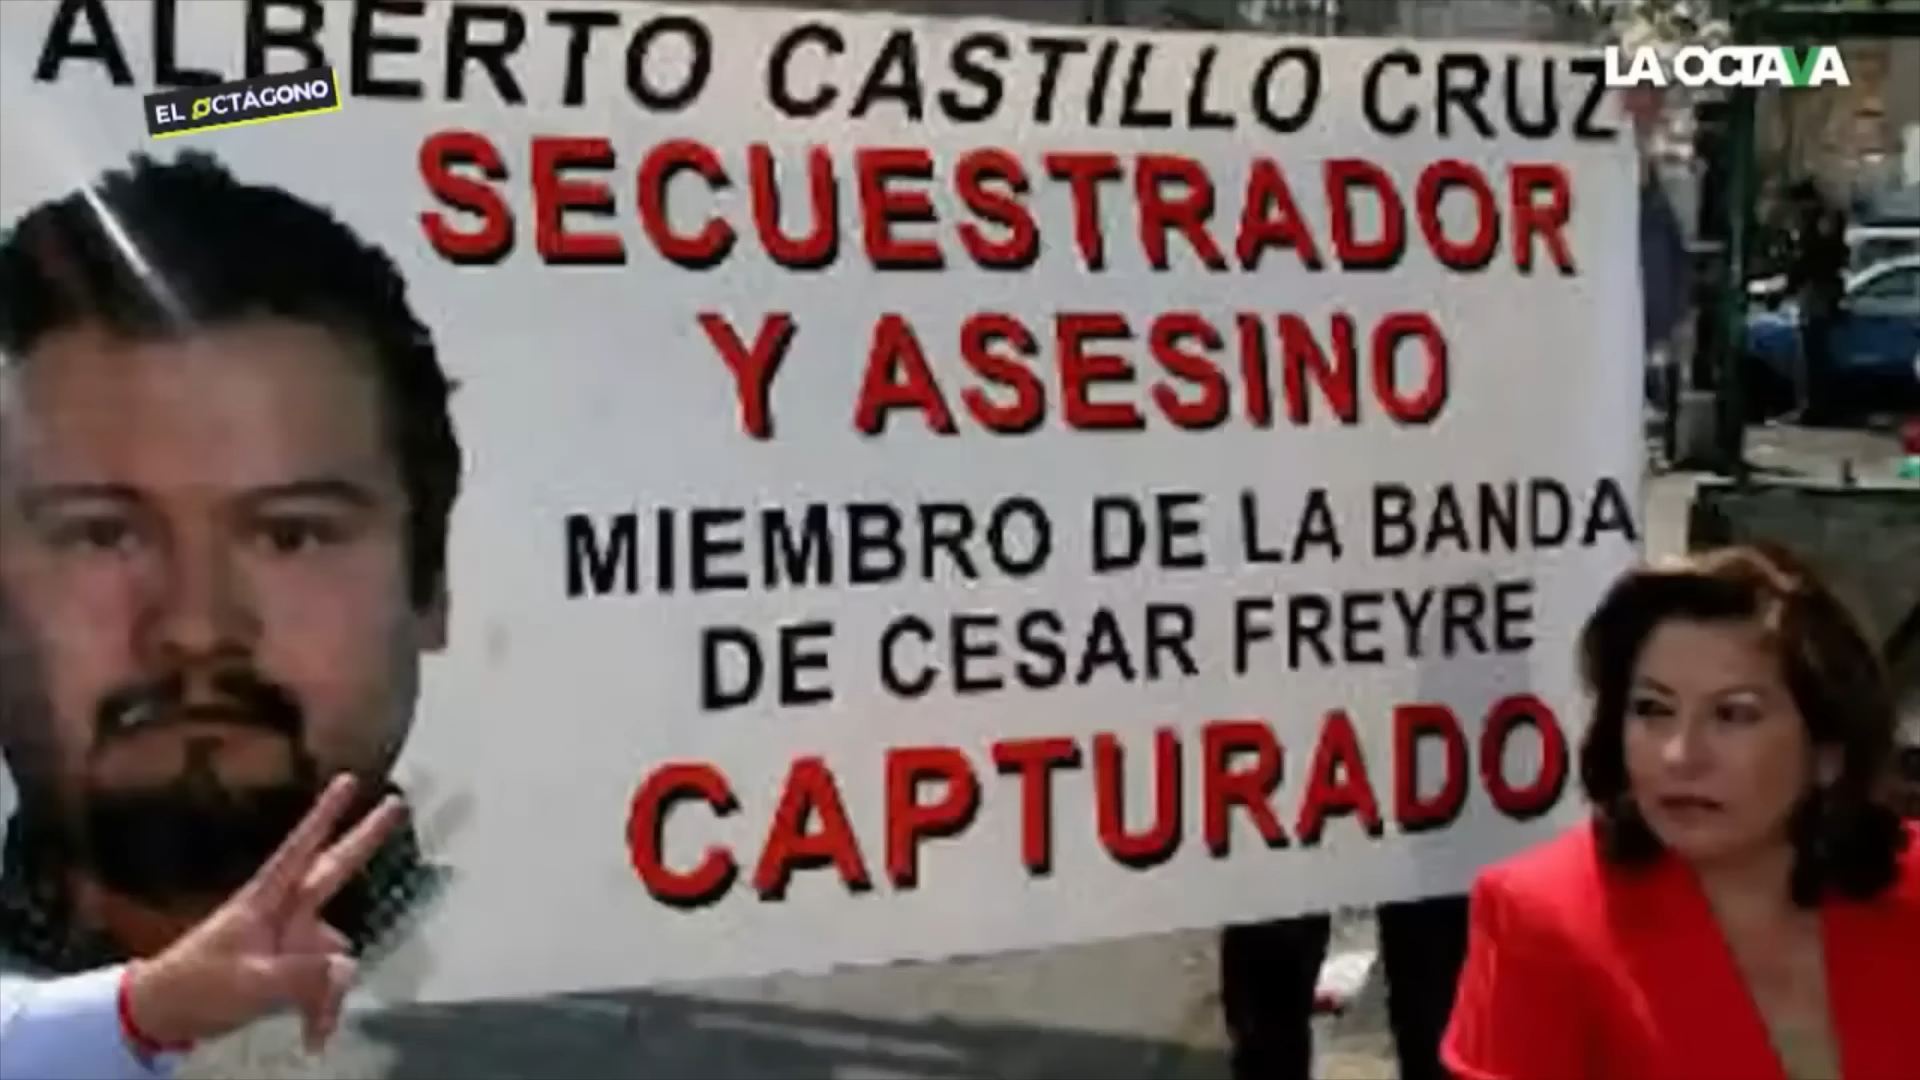 ALBERTO CASTILLO CRUZ
EL OCTÁGONO
LA OCTAVA
SECUESTRADOR
Y ASESINO
MIEMBRO DE LA BANDA
DE CESAR FREYRE
CAPTURADO